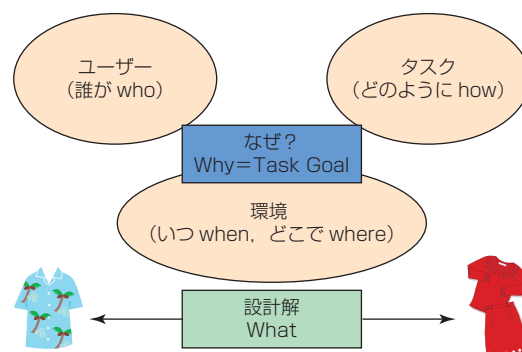 ユーザー
（誰が who）
タスク
（どのように how）
なぜ？
Why＝Task Goal
環境
（いつ when，どこで where）
設計解
What